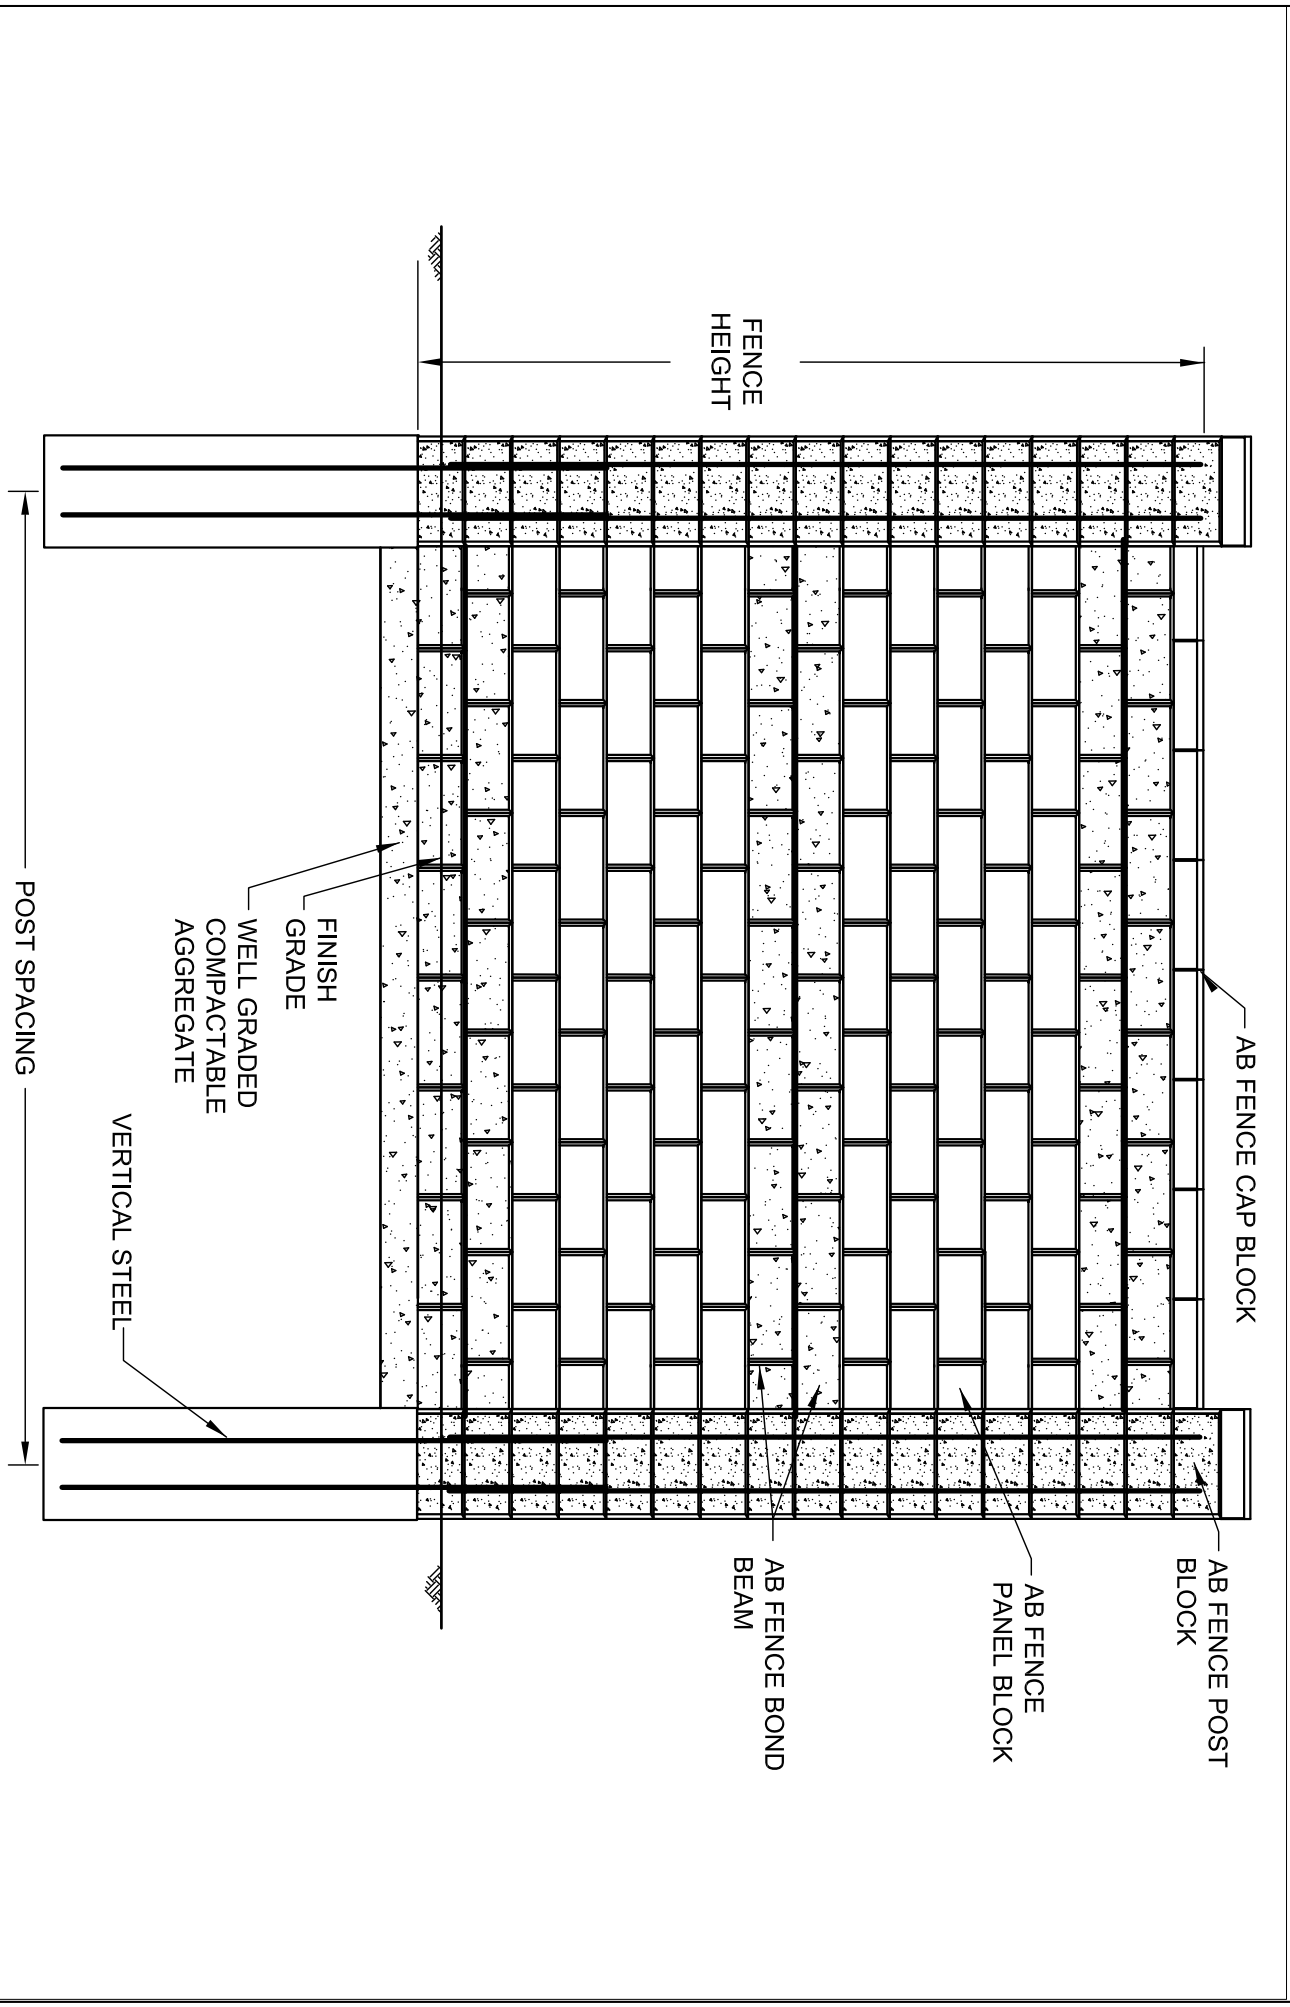 AB FENCE CAP BLOCK
AB FENCE POST
BLOCK
AB FENCE
PANEL BLOCK
AB FENCE BOND
BEAM
FENCE
HEIGHT
FINISH
GRADE
WELL GRADED
COMPACTABLE
AGGREGATE
VERTICAL STEEL
POST SPACING